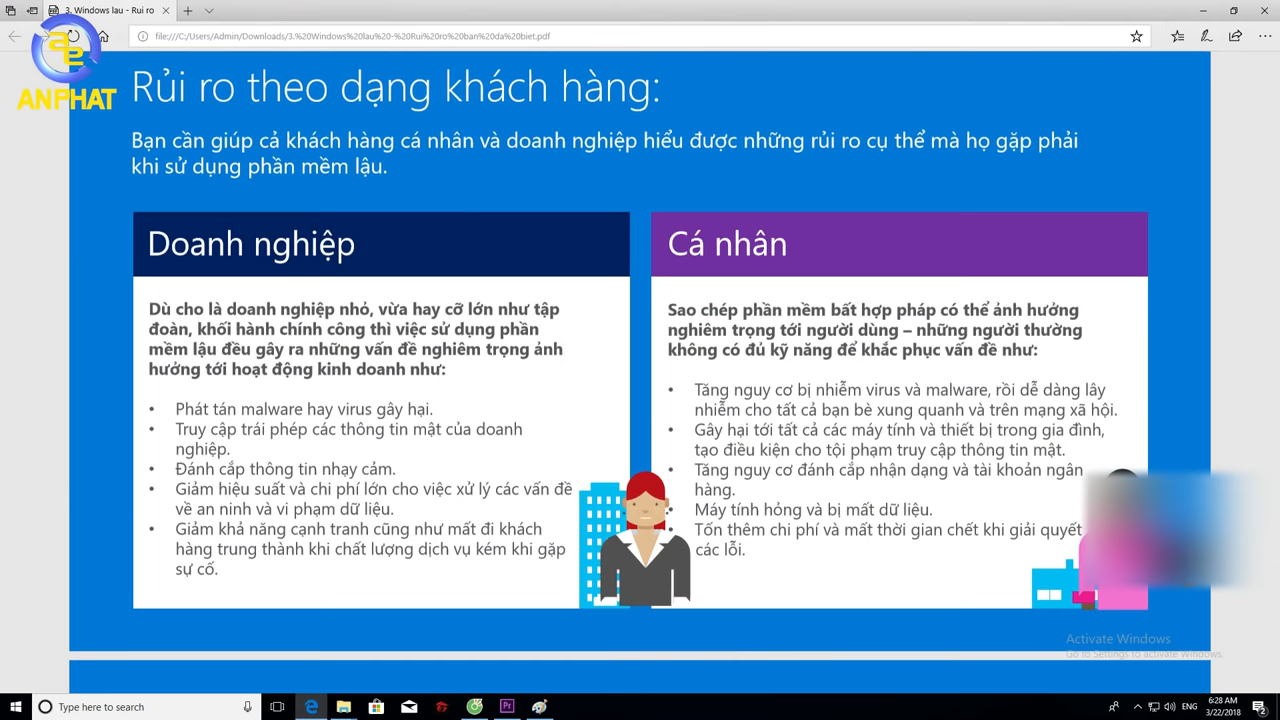 3. Windows lau - Rui ro
file:///C:/Users/Admin/Downloads/3.%20Windows%20lau%20-%20Rui%20ro%20ban%20da%20biet.pdf
ANPHAT
Rủi ro theo dạng khách hàng:
Bạn cần giúp cả khách hàng cá nhân và doanh nghiệp hiểu được những rủi ro cụ thể mà họ gặp phải
khi sử dụng phần mềm lậu.
Doanh nghiệp
Dù cho là doanh nghiệp nhỏ, vừa hay cỡ lớn như tập
đoàn, khối hành chính công thì việc sử dụng phần
mềm lậu đều gây ra những vấn đề nghiêm trọng ảnh
hưởng tới hoạt động kinh doanh như:
• Phát tán malware hay virus gây hại.
• Truy cập trái phép các thông tin mật của doanh
nghiệp.
• Đánh cắp thông tin nhạy cảm.
• Giảm hiệu suất và chi phí lớn cho việc xử lý các vấn đề
về an ninh và vi phạm dữ liệu.
• Giảm khả năng cạnh tranh cũng như mất đi khách
hàng trung thành khi chất lượng dịch vụ kém khi gặp
sự cố.
Cá nhân
Sao chép phần mềm bất hợp pháp có thể ảnh hưởng
nghiêm trọng tới người dùng – những người thường
không có đủ kỹ năng để khắc phục vấn đề như:
• Tăng nguy cơ bị nhiễm virus và malware, rồi dễ dàng lây
nhiễm cho tất cả bạn bè xung quanh và trên mạng xã hội.
• Gây hại tới tất cả các máy tính và thiết bị trong gia đình,
tạo điều kiện cho tội phạm truy cập thông tin mật.
• Tăng nguy cơ đánh cắp nhận dạng và tài khoản ngân
hàng.
• Máy tính hỏng và bị mất dữ liệu.
• Tốn thêm chi phí và mất thời gian chết khi giải quyết
các lỗi.
Activate Windows
Go to Settings to activate Windows.
Type here to search
Pr
ENG
6:28 AM
3/22/2018
2